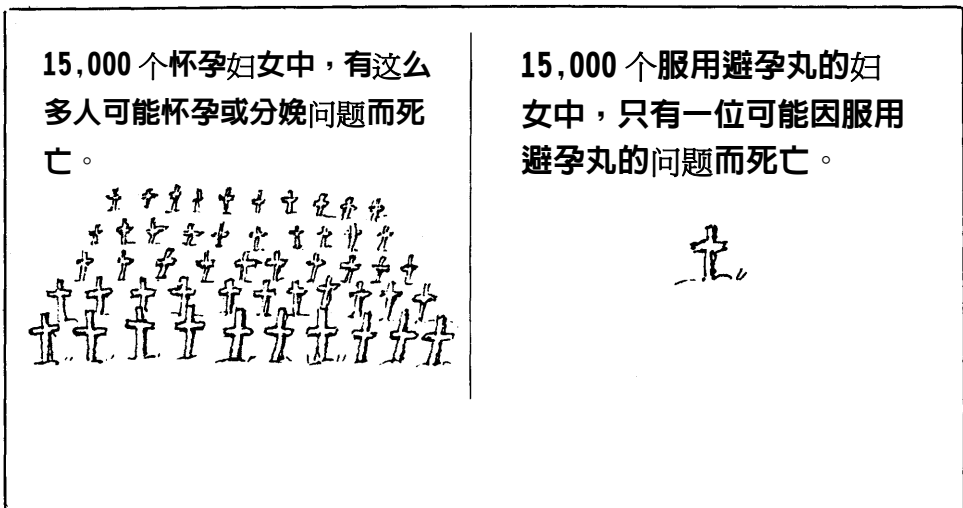 15,000 个怀孕妇女中，有这么
多人可能怀孕或分娩问题而死
亡。
15,000 个服用避孕丸的妇
女中，只有一位可能因服用
避孕丸的问题而死亡。